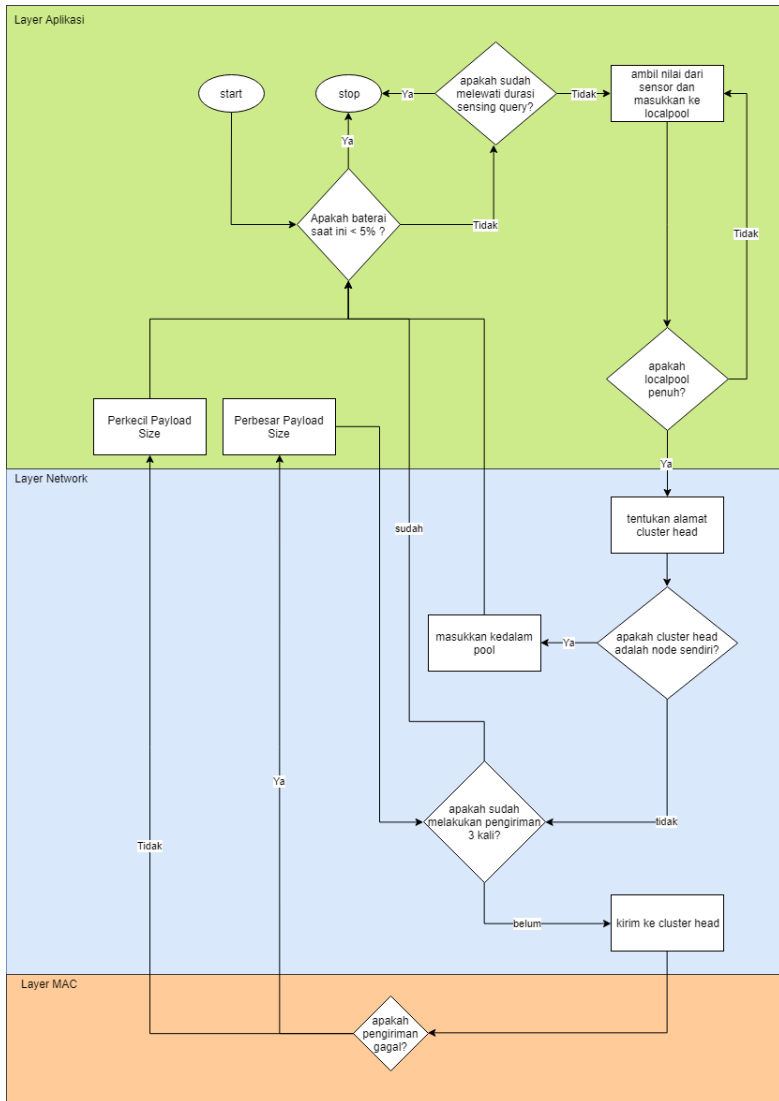 Layer Aplikasi
start
stop
Ya
apakah sudah
melewati durasi
sensing query?
Tidak
ambil nilai dari
sensor dan
masukkan ke
localpool
Ya
Apakah baterai
saat ini < 5% ?
Tidak
Tidak
apakah
localpool
penuh?
Perkecil Payload
Size
Perbesar Payload
Size
Ya
Layer Network
sudah
tentukan alamat
cluster head
masukkan kedalam
pool
Ya
apakah cluster head
adalah node sendiri?
Ya
apakah sudah
melakukan pengiriman
3 kali?
tidak
Tidak
belum
kirim ke cluster head
Layer MAC
apakah
pengiriman
gagal?